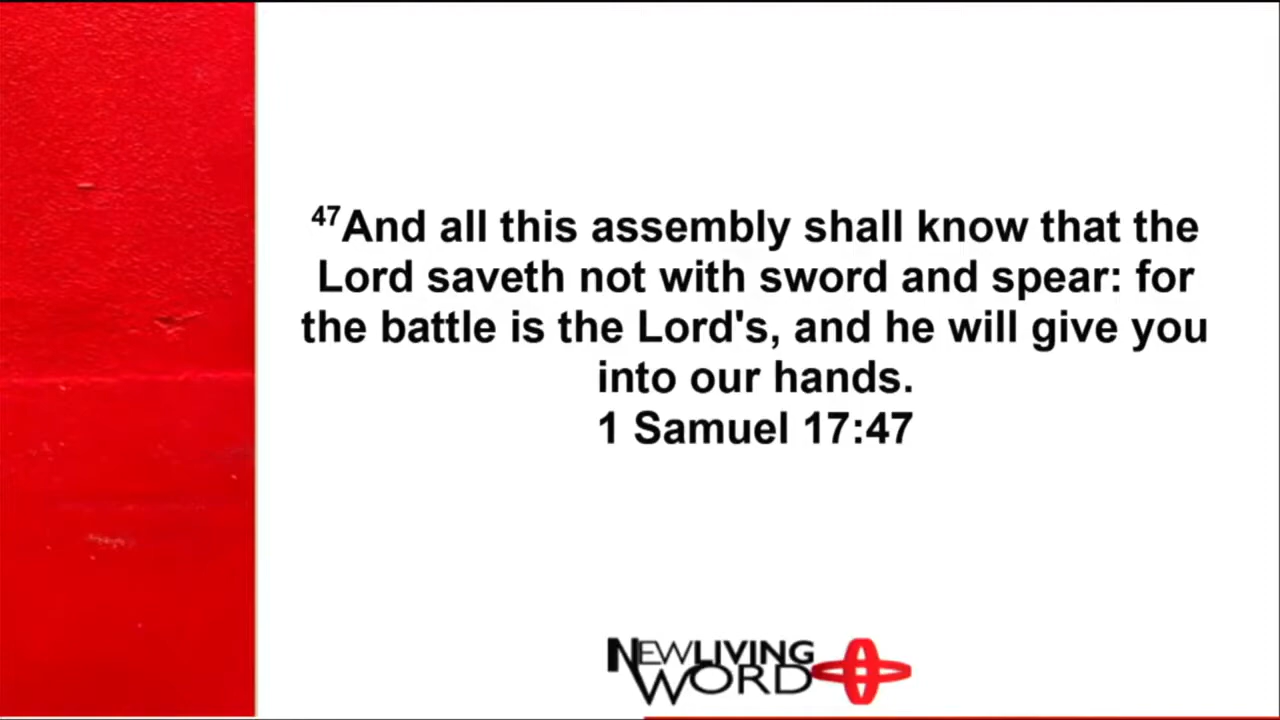 47And all this assembly shall know that the
Lord saveth not with sword and spear: for
the battle is the Lord's, and he will give you
into our hands.
1 Samuel 17:47
NEWLIVING
WORD